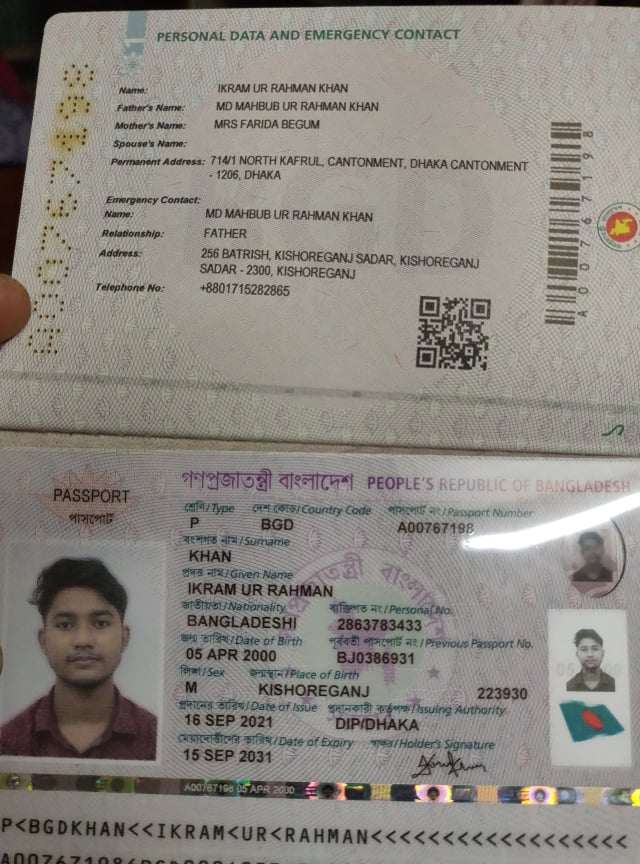 PERSONAL DATA AND EMERGENCY CONTACT
Name: IKRAM UR RAHMAN KHAN
Father's Name: MD MAHBUB UR RAHMAN KHAN
Mother's Name: MRS FARIDA BEGUM
Spouse's Name:
Permanent Address: 714/1 NORTH KAFRUL, CANTONMENT, DHAKA CANTONMENT
- 1206, DHAKA
Emergency Contact:
Name: MD MAHBUB UR RAHMAN KHAN
Relationship: FATHER
Address: 256 BATRISH, KISHOREGANJ SADAR, KISHOREGANJ
SADAR - 2300, KISHOREGANJ
Telephone No: +8801715282865
A00767198
গণপ্রজাতন্ত্রী বাংলাদেশ PEOPLE'S REPUBLIC OF BANGLADESH
PASSPORT
পাসপোর্ট
শ্রেণি/Type দেশ কোড/Country Code পাসপোর্ট নং/Passport Number
P BGD A00767198
বংশগত নাম/Surname
KHAN
প্রদত্ত নাম/Given Name
IKRAM UR RAHMAN
জাতীয়তা/Nationality ব্যক্তিগত নং/Personal No.
BANGLADESHI 2863783433
জন্ম তারিখ/Date of Birth পূর্ববর্তী পাসপোর্ট নং/Previous Passport No.
05 APR 2000 BJ0386931
লিঙ্গ/Sex জন্মস্থান/Place of Birth
M KISHOREGANJ 223930
প্রদানের তারিখ/Date of Issue প্রদানকারী কর্তৃপক্ষ/Issuing Authority
16 SEP 2021 DIP/DHAKA
মেয়াদোত্তীর্ণের তারিখ/Date of Expiry স্বাক্ষর/Holder's Signature
15 SEP 2031
A00767198 05 APR 2000
P<BGDKHAN<<IKRAM<UR<RAHMAN<<<<<<<<<<<<<<<<<<